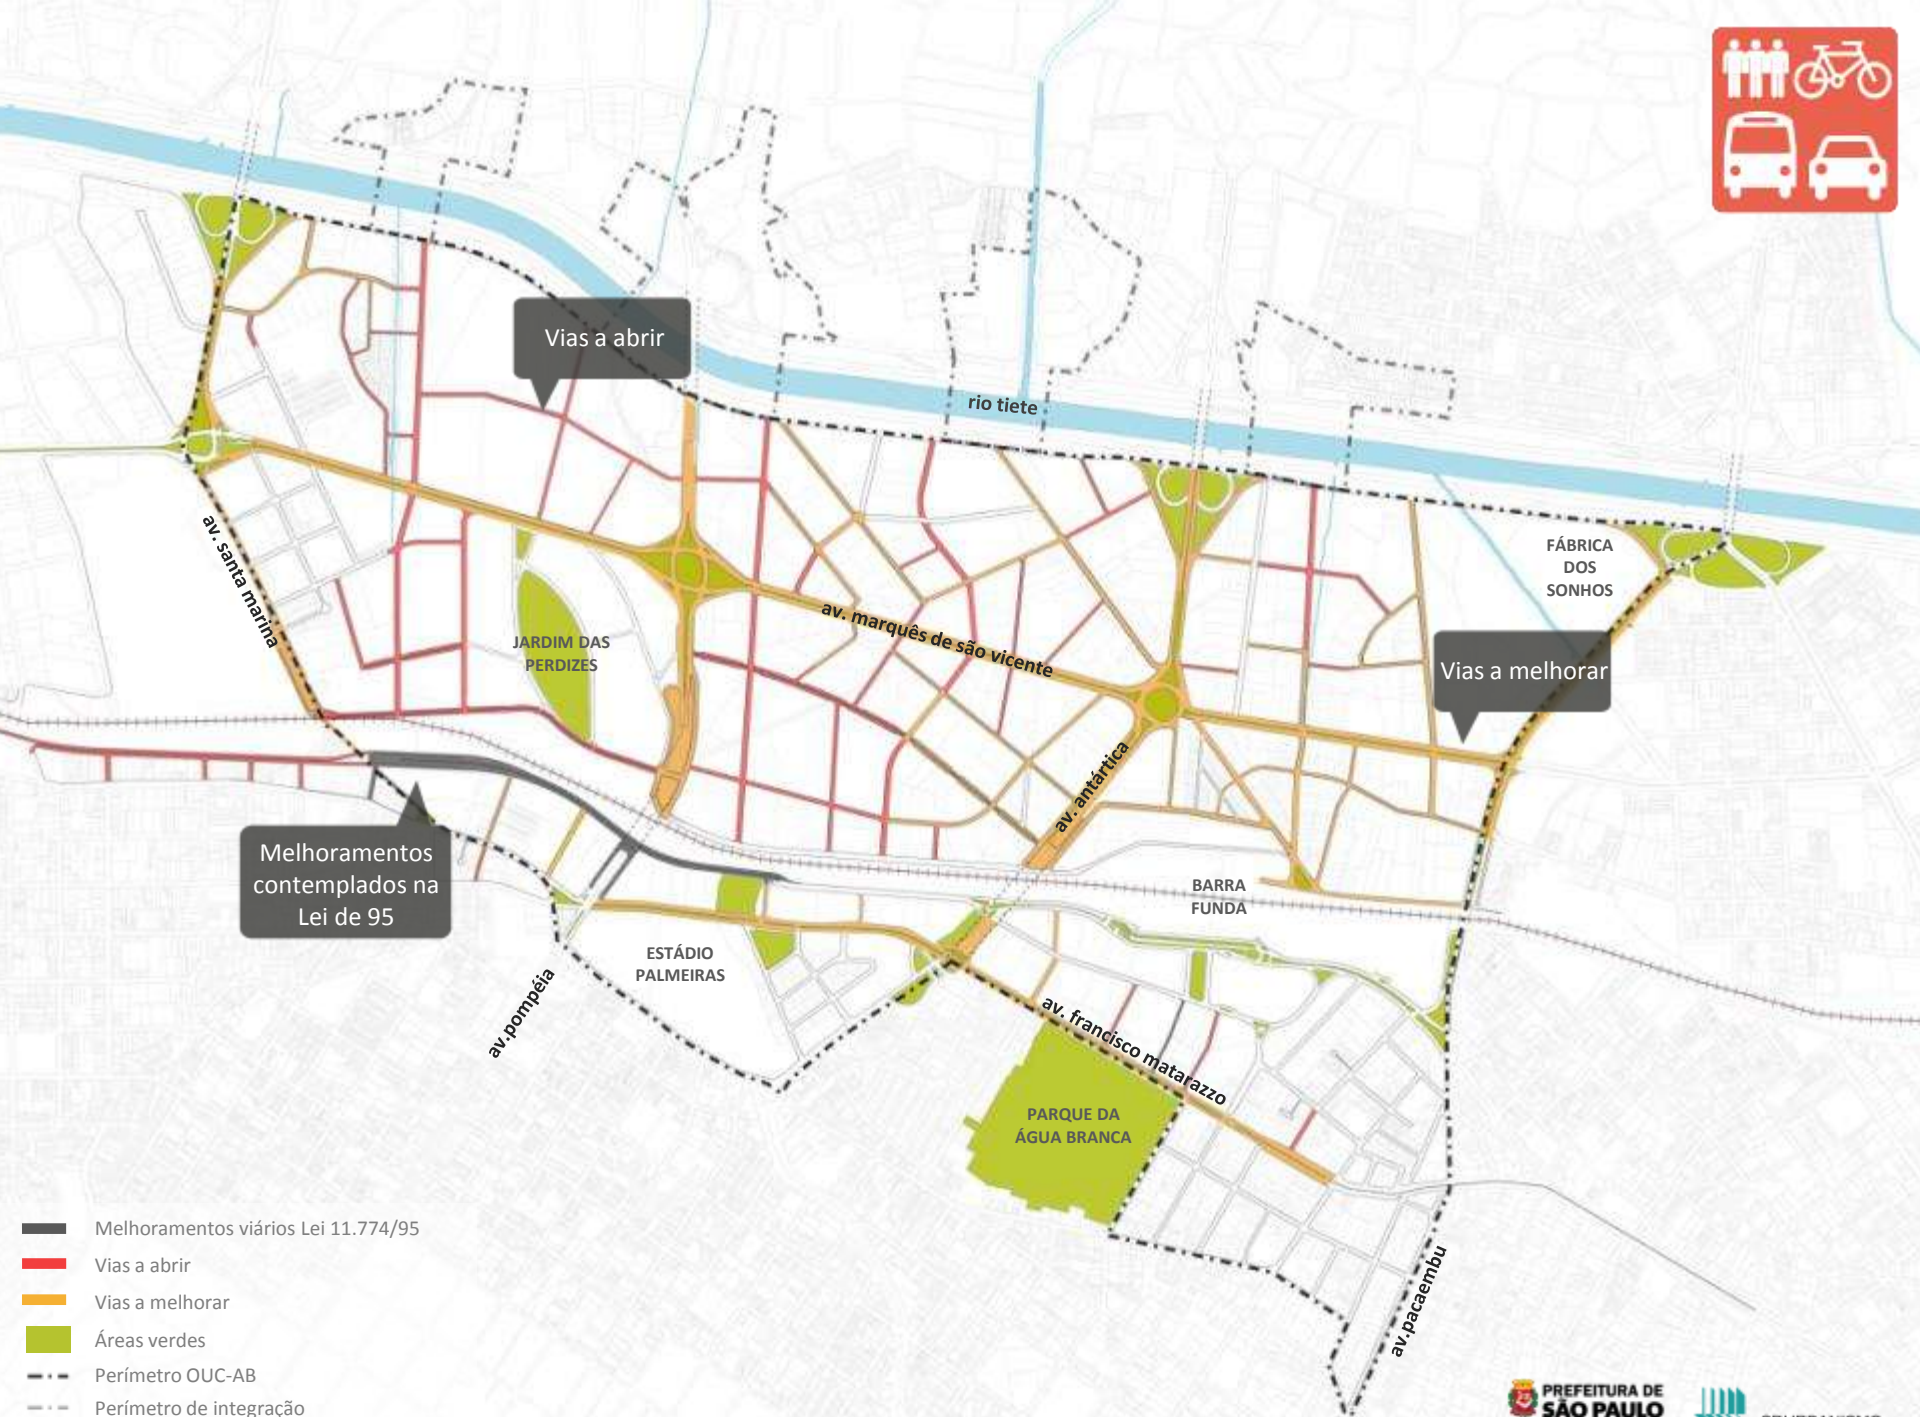 Vias a abrir
rio tiete
FÁBRICA
DOS
SONHOS
av. santa marina
JARDIM DAS
PERDIZES
av. marquês de são vicente
Vias a melhorar
av. antártica
Melhoramentos
contemplados na
Lei de 95
BARRA
FUNDA
ESTÁDIO
PALMEIRAS
av.pompéia
av. francisco matarazzo
PARQUE DA
ÁGUA BRANCA
av.pacaembu
Melhoramentos viários Lei 11.774/95
Vias a abrir
Vias a melhorar
Áreas verdes
Perímetro OUC-AB
Perímetro de integração
PREFEITURA DE
SÃO PAULO